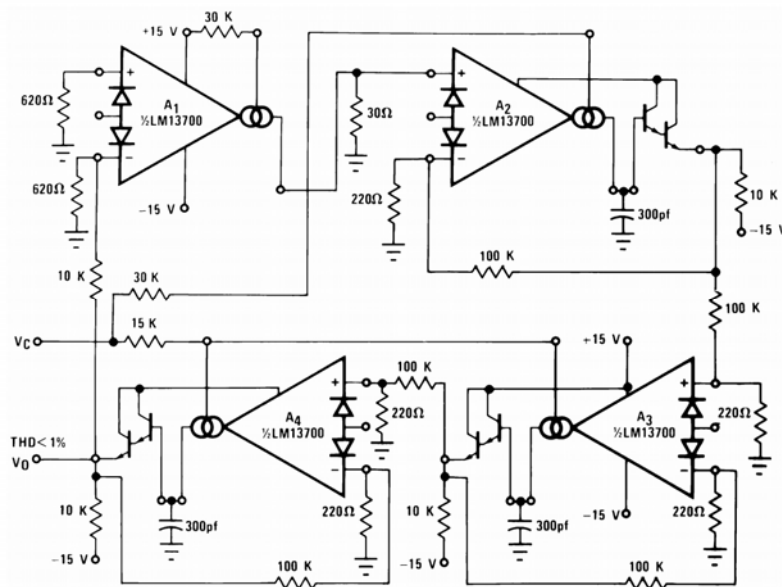 30 K
+15 V
620Ω
+
A1
½LM13700
−
620Ω
−15 V
30Ω
+
A2
½LM13700
−
220Ω
300pf
10 K
−15 V
100 K
10 K
30 K
100 K
VC
15 K
+15 V
100 K
+
A4
½LM13700
−
220Ω
+
A3
½LM13700
−
220Ω
THD<1%
VO
10 K
−15 V
300pf
220Ω
100 K
10 K
−15 V
300pf
−15 V
220Ω
100 K